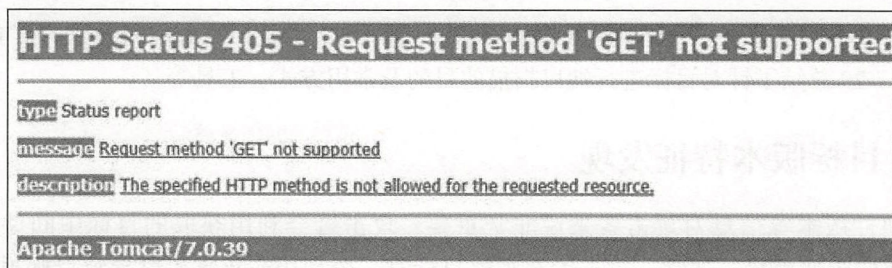 HTTP Status 405 - Request method 'GET' not supported
type Status report
message Request method 'GET' not supported
description The specified HTTP method is not allowed for the requested resource.
Apache Tomcat/7.0.39